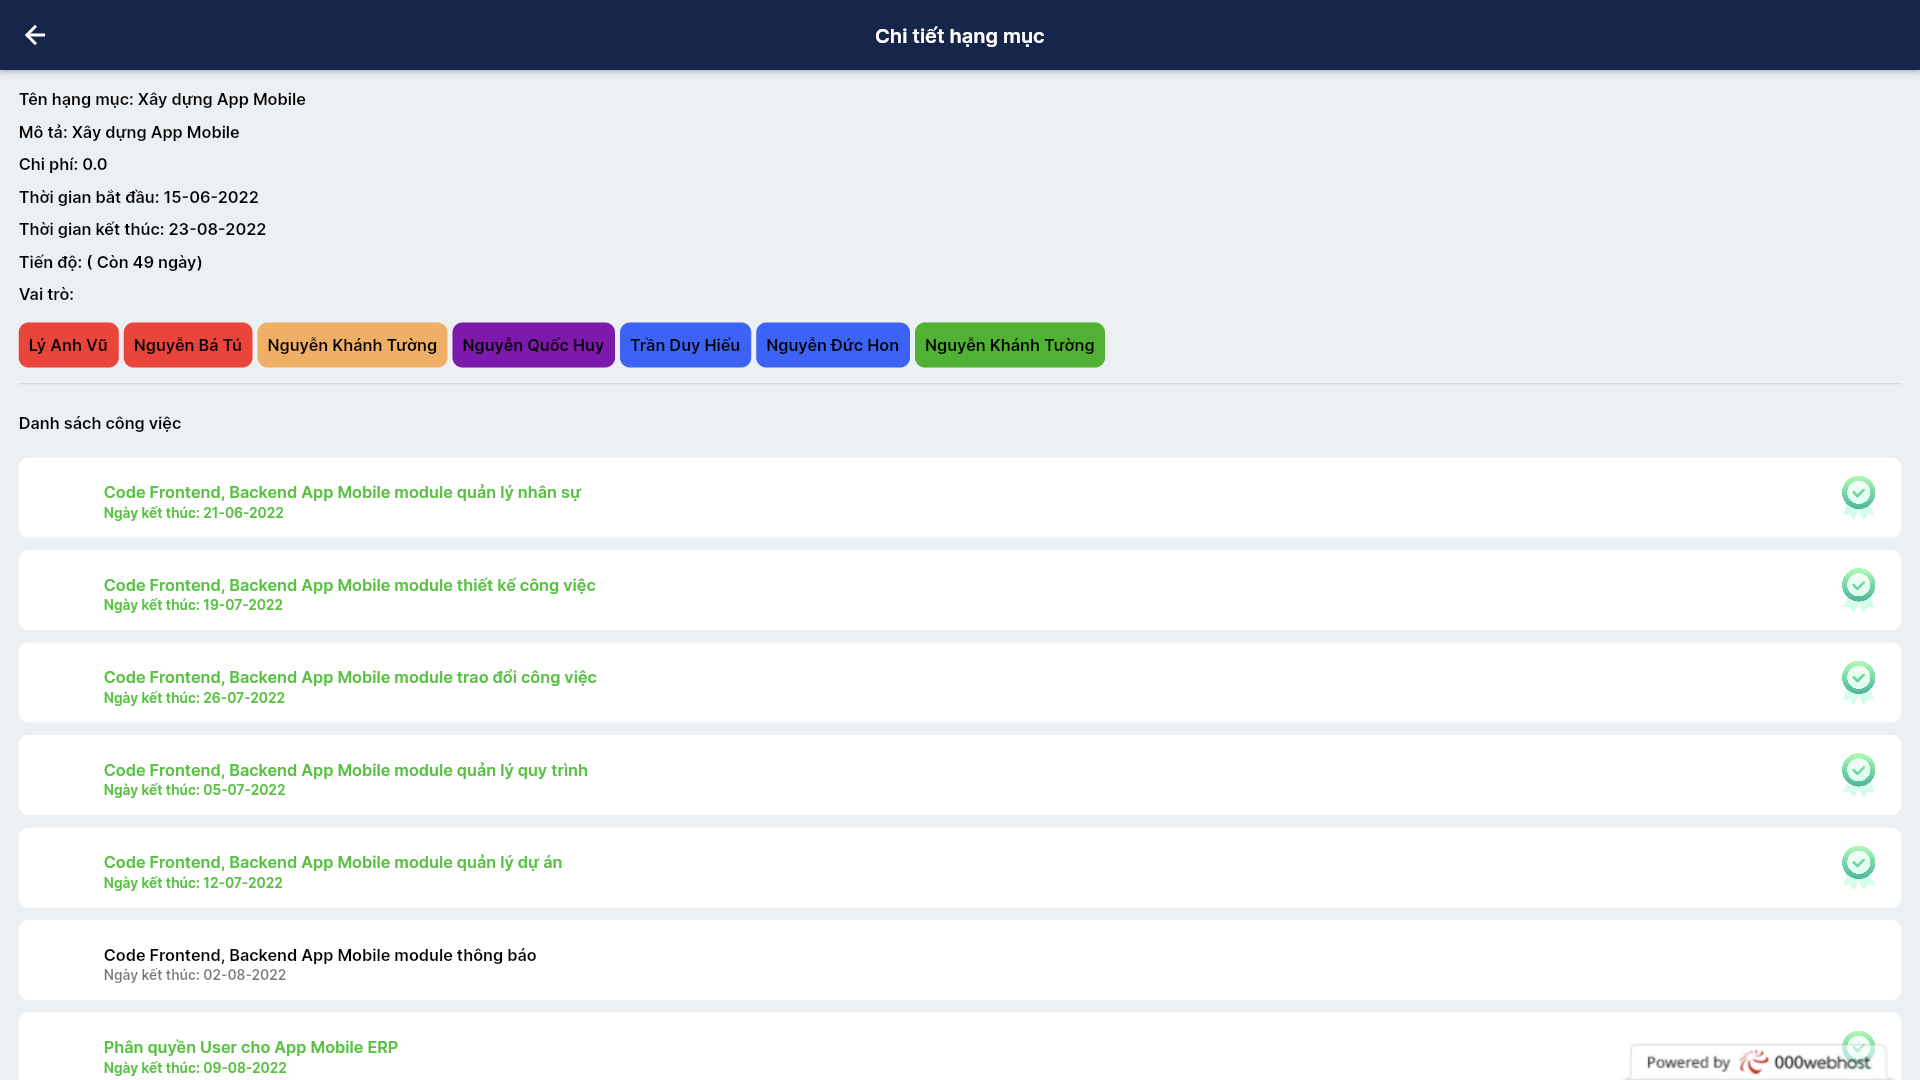 Chi tiết hạng mục
Tên hạng mục: Xây dựng App Mobile
Mô tả: Xây dựng App Mobile
Chi phí: 0.0
Thời gian bắt đầu: 15-06-2022
Thời gian kết thúc: 23-08-2022
Tiến độ: ( Còn 49 ngày)
Vai trò:
Lý Anh Vũ Nguyễn Bá Tú Nguyễn Khánh Tường Nguyễn Quốc Huy Trần Duy Hiếu Nguyễn Đức Hon Nguyễn Khánh Tường
Danh sách công việc
Code Frontend, Backend App Mobile module quản lý nhân sự
Ngày kết thúc: 21-06-2022
Code Frontend, Backend App Mobile module thiết kế công việc
Ngày kết thúc: 19-07-2022
Code Frontend, Backend App Mobile module trao đổi công việc
Ngày kết thúc: 26-07-2022
Code Frontend, Backend App Mobile module quản lý quy trình
Ngày kết thúc: 05-07-2022
Code Frontend, Backend App Mobile module quản lý dự án
Ngày kết thúc: 12-07-2022
Code Frontend, Backend App Mobile module thông báo
Ngày kết thúc: 02-08-2022
Phân quyền User cho App Mobile ERP
Ngày kết thúc: 09-08-2022
Powered by 000webhost